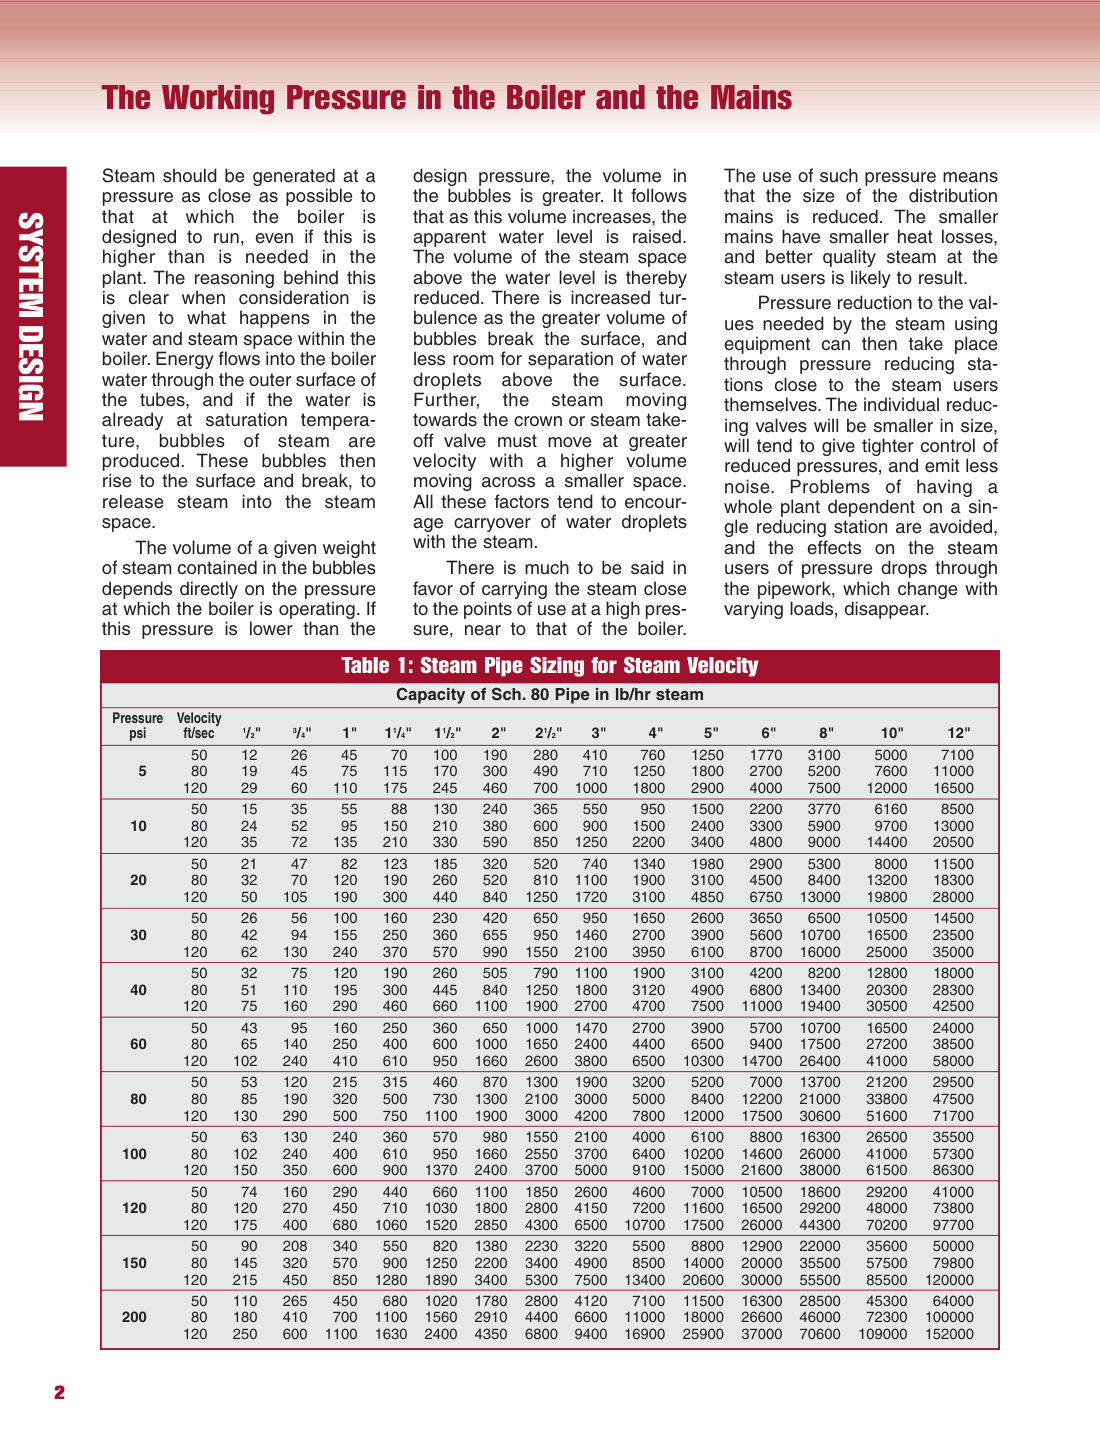 The Working Pressure in the Boiler and the Mains
SYSTEM DESIGN
Steam should be generated at a
pressure as close as possible to
that at which the boiler is
designed to run, even if this is
higher than is needed in the
plant. The reasoning behind this
is clear when consideration is
given to what happens in the
water and steam space within the
boiler. Energy flows into the boiler
water through the outer surface of
the tubes, and if the water is
already at saturation tempera-
ture, bubbles of steam are
produced. These bubbles then
rise to the surface and break, to
release steam into the steam
space.
The volume of a given weight
of steam contained in the bubbles
depends directly on the pressure
at which the boiler is operating. If
this pressure is lower than the
design pressure, the volume in
the bubbles is greater. It follows
that as this volume increases, the
apparent water level is raised.
The volume of the steam space
above the water level is thereby
reduced. There is increased tur-
bulence as the greater volume of
bubbles break the surface, and
less room for separation of water
droplets above the surface.
Further, the steam moving
towards the crown or steam take-
off valve must move at greater
velocity with a higher volume
moving across a smaller space.
All these factors tend to encour-
age carryover of water droplets
with the steam.
There is much to be said in
favor of carrying the steam close
to the points of use at a high pres-
sure, near to that of the boiler.
The use of such pressure means
that the size of the distribution
mains is reduced. The smaller
mains have smaller heat losses,
and better quality steam at the
steam users is likely to result.
Pressure reduction to the val-
ues needed by the steam using
equipment can then take place
through pressure reducing sta-
tions close to the steam users
themselves. The individual reduc-
ing valves will be smaller in size,
will tend to give tighter control of
reduced pressures, and emit less
noise. Problems of having a
whole plant dependent on a sin-
gle reducing station are avoided,
and the effects on the steam
users of pressure drops through
the pipework, which change with
varying loads, disappear.
Table 1: Steam Pipe Sizing for Steam Velocity
Capacity of Sch. 80 Pipe in lb/hr steam
Pressure Velocity
psi ft/sec 1/2" 3/4" 1" 1 1/4" 1 1/2" 2" 2 1/2" 3" 4" 5" 6" 8" 10" 12"
50 12 26 45 70 100 190 280 410 760 1250 1770 3100 5000 7100
5 80 19 45 75 115 170 300 490 710 1250 1800 2700 5200 7600 11000
120 29 60 110 175 245 460 700 1000 1800 2900 4000 7500 12000 16500
50 15 35 55 88 130 240 365 550 950 1500 2200 3770 6160 8500
10 80 24 52 95 150 210 380 600 900 1500 2400 3300 5900 9700 13000
120 35 72 135 210 330 590 850 1250 2200 3400 4800 9000 14400 20500
50 21 47 82 123 185 320 520 740 1340 1980 2900 5300 8000 11500
20 80 32 70 120 190 260 520 810 1100 1900 3100 4500 8400 13200 18300
120 50 105 190 300 440 840 1250 1720 3100 4850 6750 13000 19800 28000
50 26 56 100 160 230 420 650 950 1650 2600 3650 6500 10500 14500
30 80 42 94 155 250 360 655 950 1460 2700 3900 5600 10700 16500 23500
120 62 130 240 370 570 990 1550 2100 3950 6100 8700 16000 25000 35000
50 32 75 120 190 260 505 790 1100 1900 3100 4200 8200 12800 18000
40 80 51 110 195 300 445 840 1250 1800 3120 4900 6800 13400 20300 28300
120 75 160 290 460 660 1100 1900 2700 4700 7500 11000 19400 30500 42500
50 43 95 160 250 360 650 1000 1470 2700 3900 5700 10700 16500 24000
60 80 65 140 250 400 600 1000 1650 2400 4400 6500 9400 17500 27200 38500
120 102 240 410 610 950 1660 2600 3800 6500 10300 14700 26400 41000 58000
50 53 120 215 315 460 870 1300 1900 3200 5200 7000 13700 21200 29500
80 80 85 190 320 500 730 1300 2100 3000 5000 8400 12200 21000 33800 47500
120 130 290 500 750 1100 1900 3000 4200 7800 12000 17500 30600 51600 71700
50 63 130 240 360 570 980 1550 2100 4000 6100 8800 16300 26500 35500
100 80 102 240 400 610 950 1660 2550 3700 6400 10200 14600 26000 41000 57300
120 150 350 600 900 1370 2400 3700 5000 9100 15000 21600 38000 61500 86300
50 74 160 290 440 660 1100 1850 2600 4600 7000 10500 18600 29200 41000
120 80 120 270 450 710 1030 1800 2800 4150 7200 11600 16500 29200 48000 73800
120 175 400 680 1060 1520 2850 4300 6500 10700 17500 26000 44300 70200 97700
50 90 208 340 550 820 1380 2230 3220 5500 8800 12900 22000 35600 50000
150 80 145 320 570 900 1250 2200 3400 4900 8500 14000 20000 35500 57500 79800
120 215 450 850 1280 1890 3400 5300 7500 13400 20600 30000 55500 85500 120000
50 110 265 450 680 1020 1780 2800 4120 7100 11500 16300 28500 45300 64000
200 80 180 410 700 1100 1560 2910 4400 6600 11000 18000 26600 46000 72300 100000
120 250 600 1100 1630 2400 4350 6800 9400 16900 25900 37000 70600 109000 152000
2